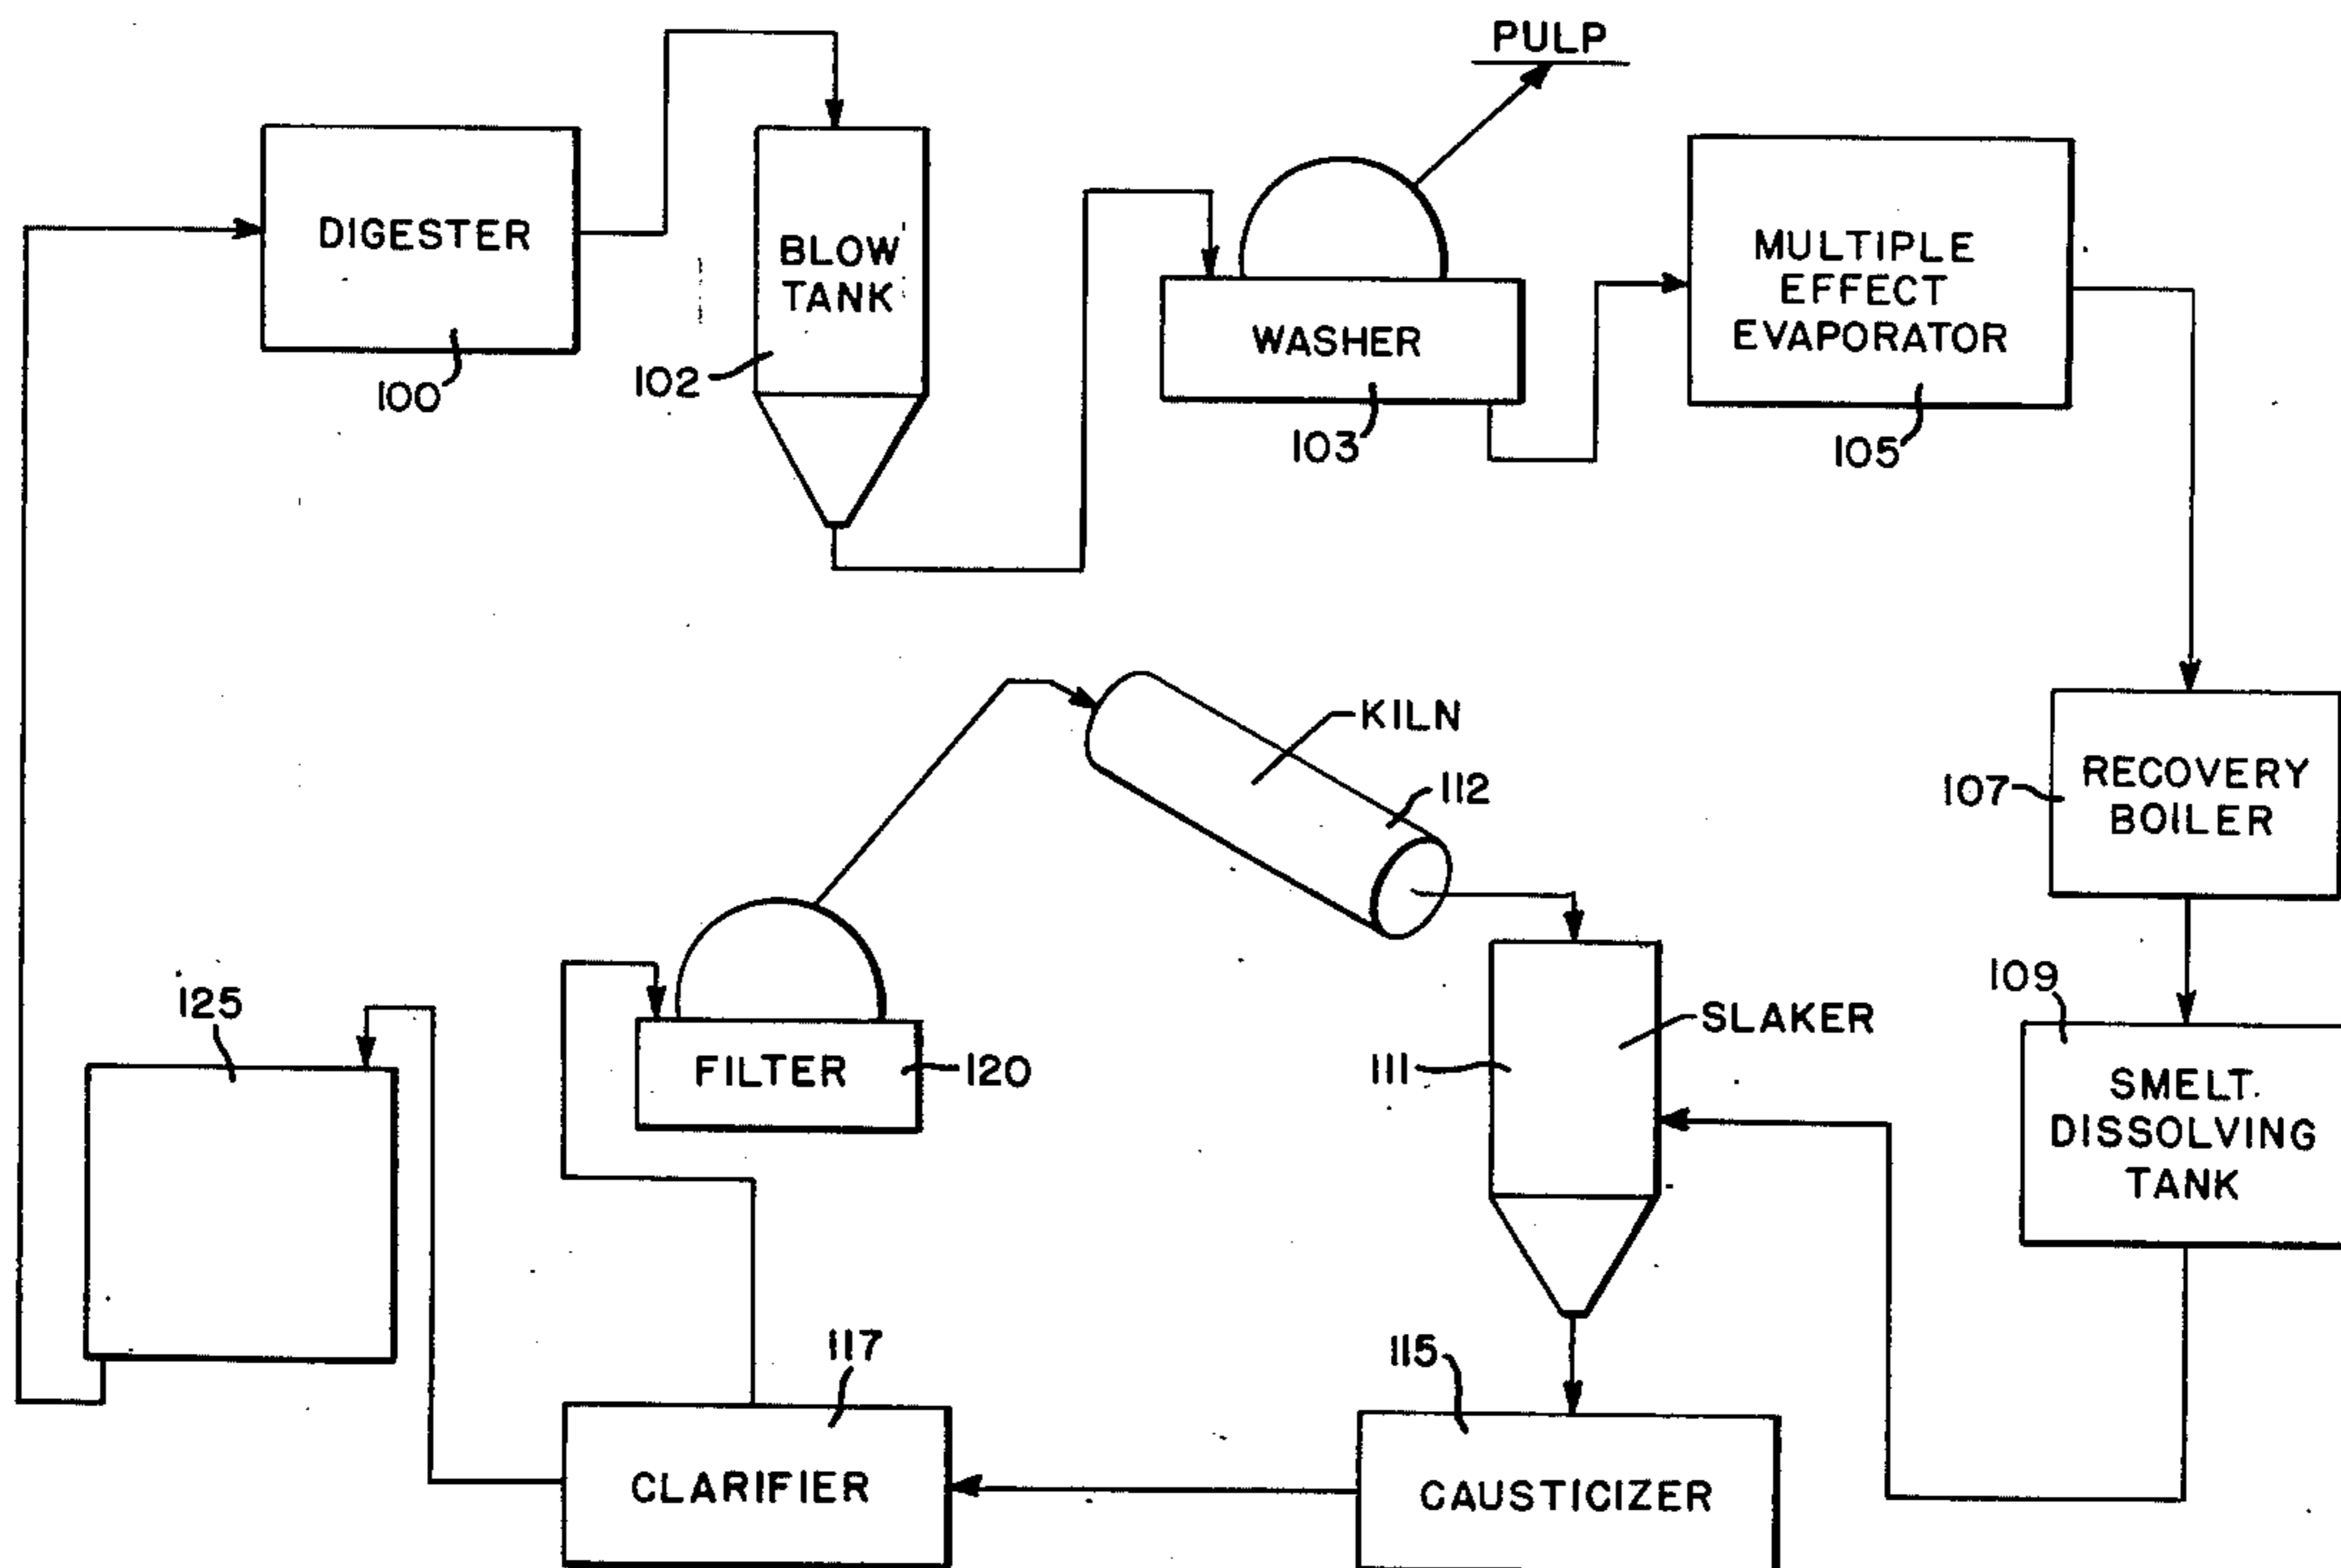 PULP
DIGESTER
100
BLOW
TANK
102
WASHER
103
MULTIPLE
EFFECT
EVAPORATOR
105
KILN
112
107
RECOVERY
BOILER
109
SMELT
DISSOLVING
TANK
125
FILTER
120
SLAKER
111
117
CLARIFIER
115
CAUSTICIZER